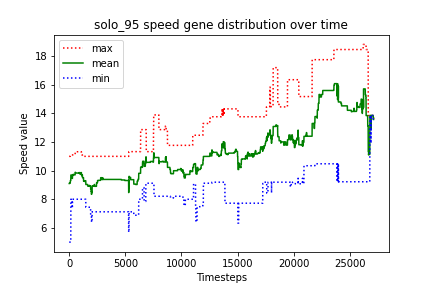 solo_95 speed gene distribution over time
max
mean
min
Speed value
18
16
14
12
10
8
6
0 5000 10000 15000 20000 25000
Timesteps